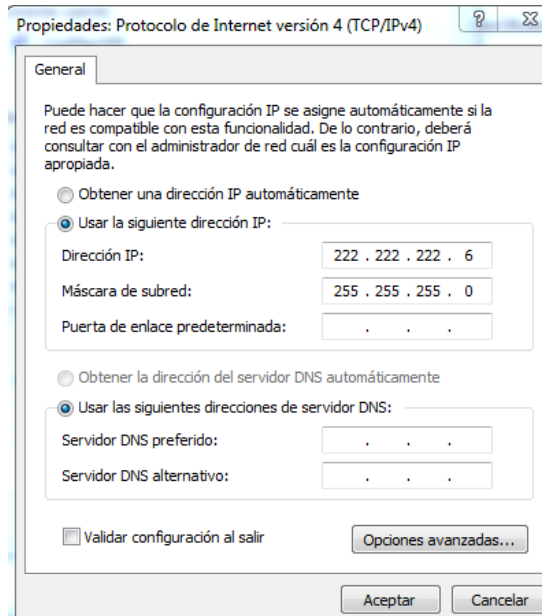 Propiedades: Protocolo de Internet versión 4 (TCP/IPv4)
General
Puede hacer que la configuración IP se asigne automáticamente si la
red es compatible con esta funcionalidad. De lo contrario, deberá
consultar con el administrador de red cuál es la configuración IP
apropiada.
Obtener una dirección IP automáticamente
Usar la siguiente dirección IP:
Dirección IP: 222 . 222 . 222 . 6
Máscara de subred: 255 . 255 . 255 . 0
Puerta de enlace predeterminada: . . .
Obtener la dirección del servidor DNS automáticamente
Usar las siguientes direcciones de servidor DNS:
Servidor DNS preferido: . . .
Servidor DNS alternativo: . . .
Validar configuración al salir
Opciones avanzadas...
Aceptar Cancelar